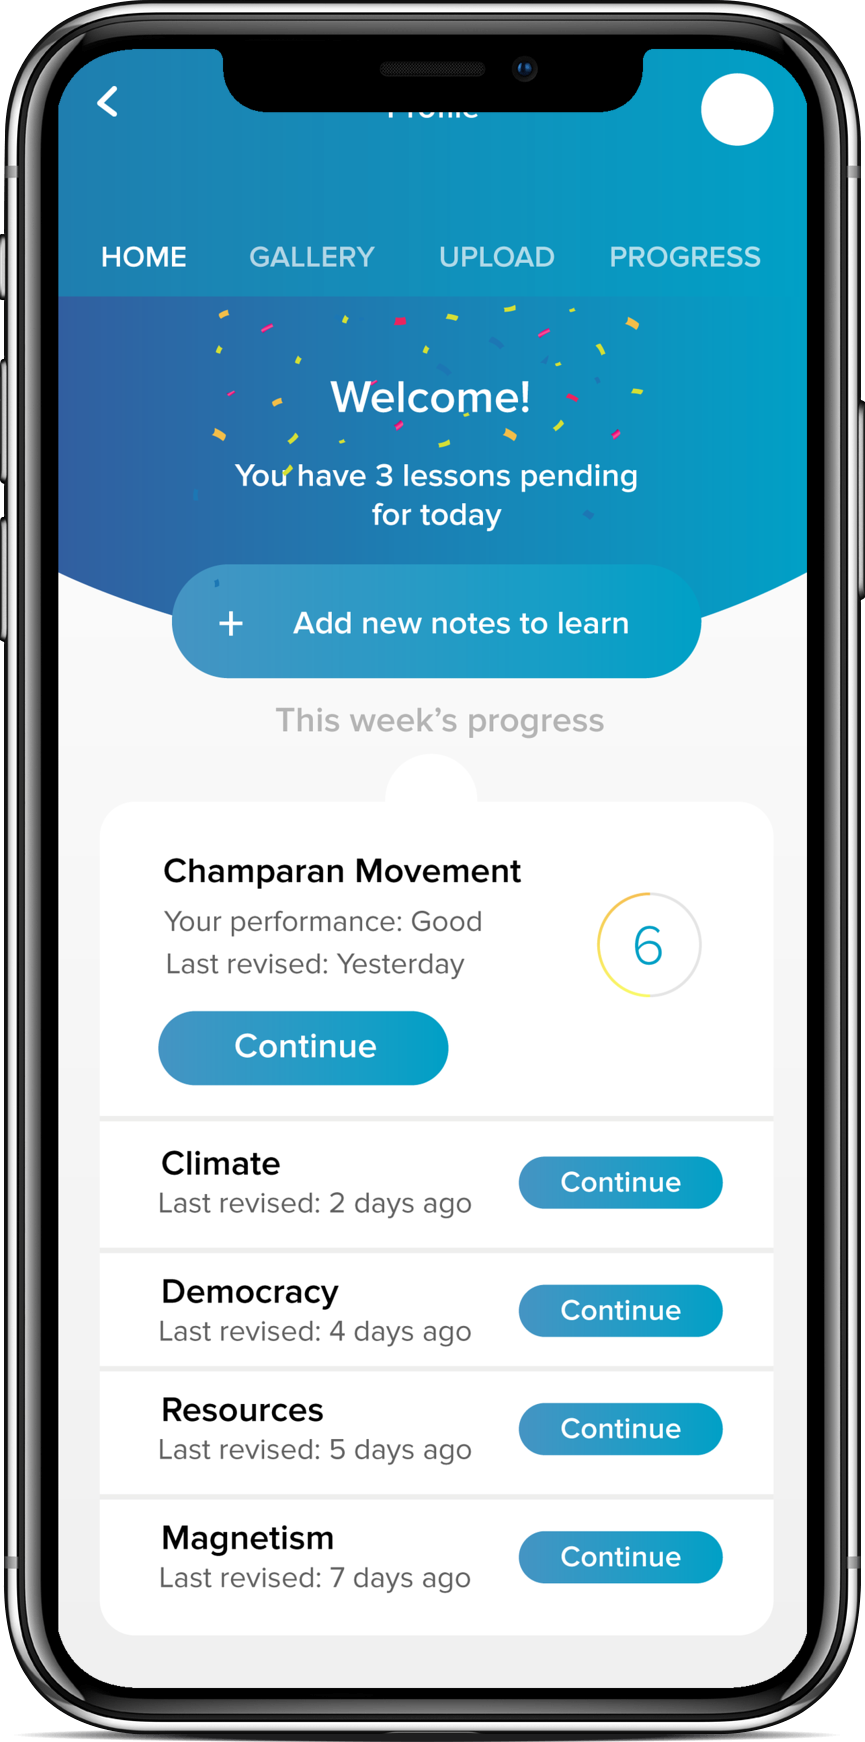 Profile
HOME GALLERY UPLOAD PROGRESS
Welcome!
You have 3 lessons pending
for today
+ Add new notes to learn
This week's progress
Champaran Movement
Your performance: Good
Last revised: Yesterday
6
Continue
Climate
Last revised: 2 days ago
Continue
Democracy
Last revised: 4 days ago
Continue
Resources
Last revised: 5 days ago
Continue
Magnetism
Last revised: 7 days ago
Continue